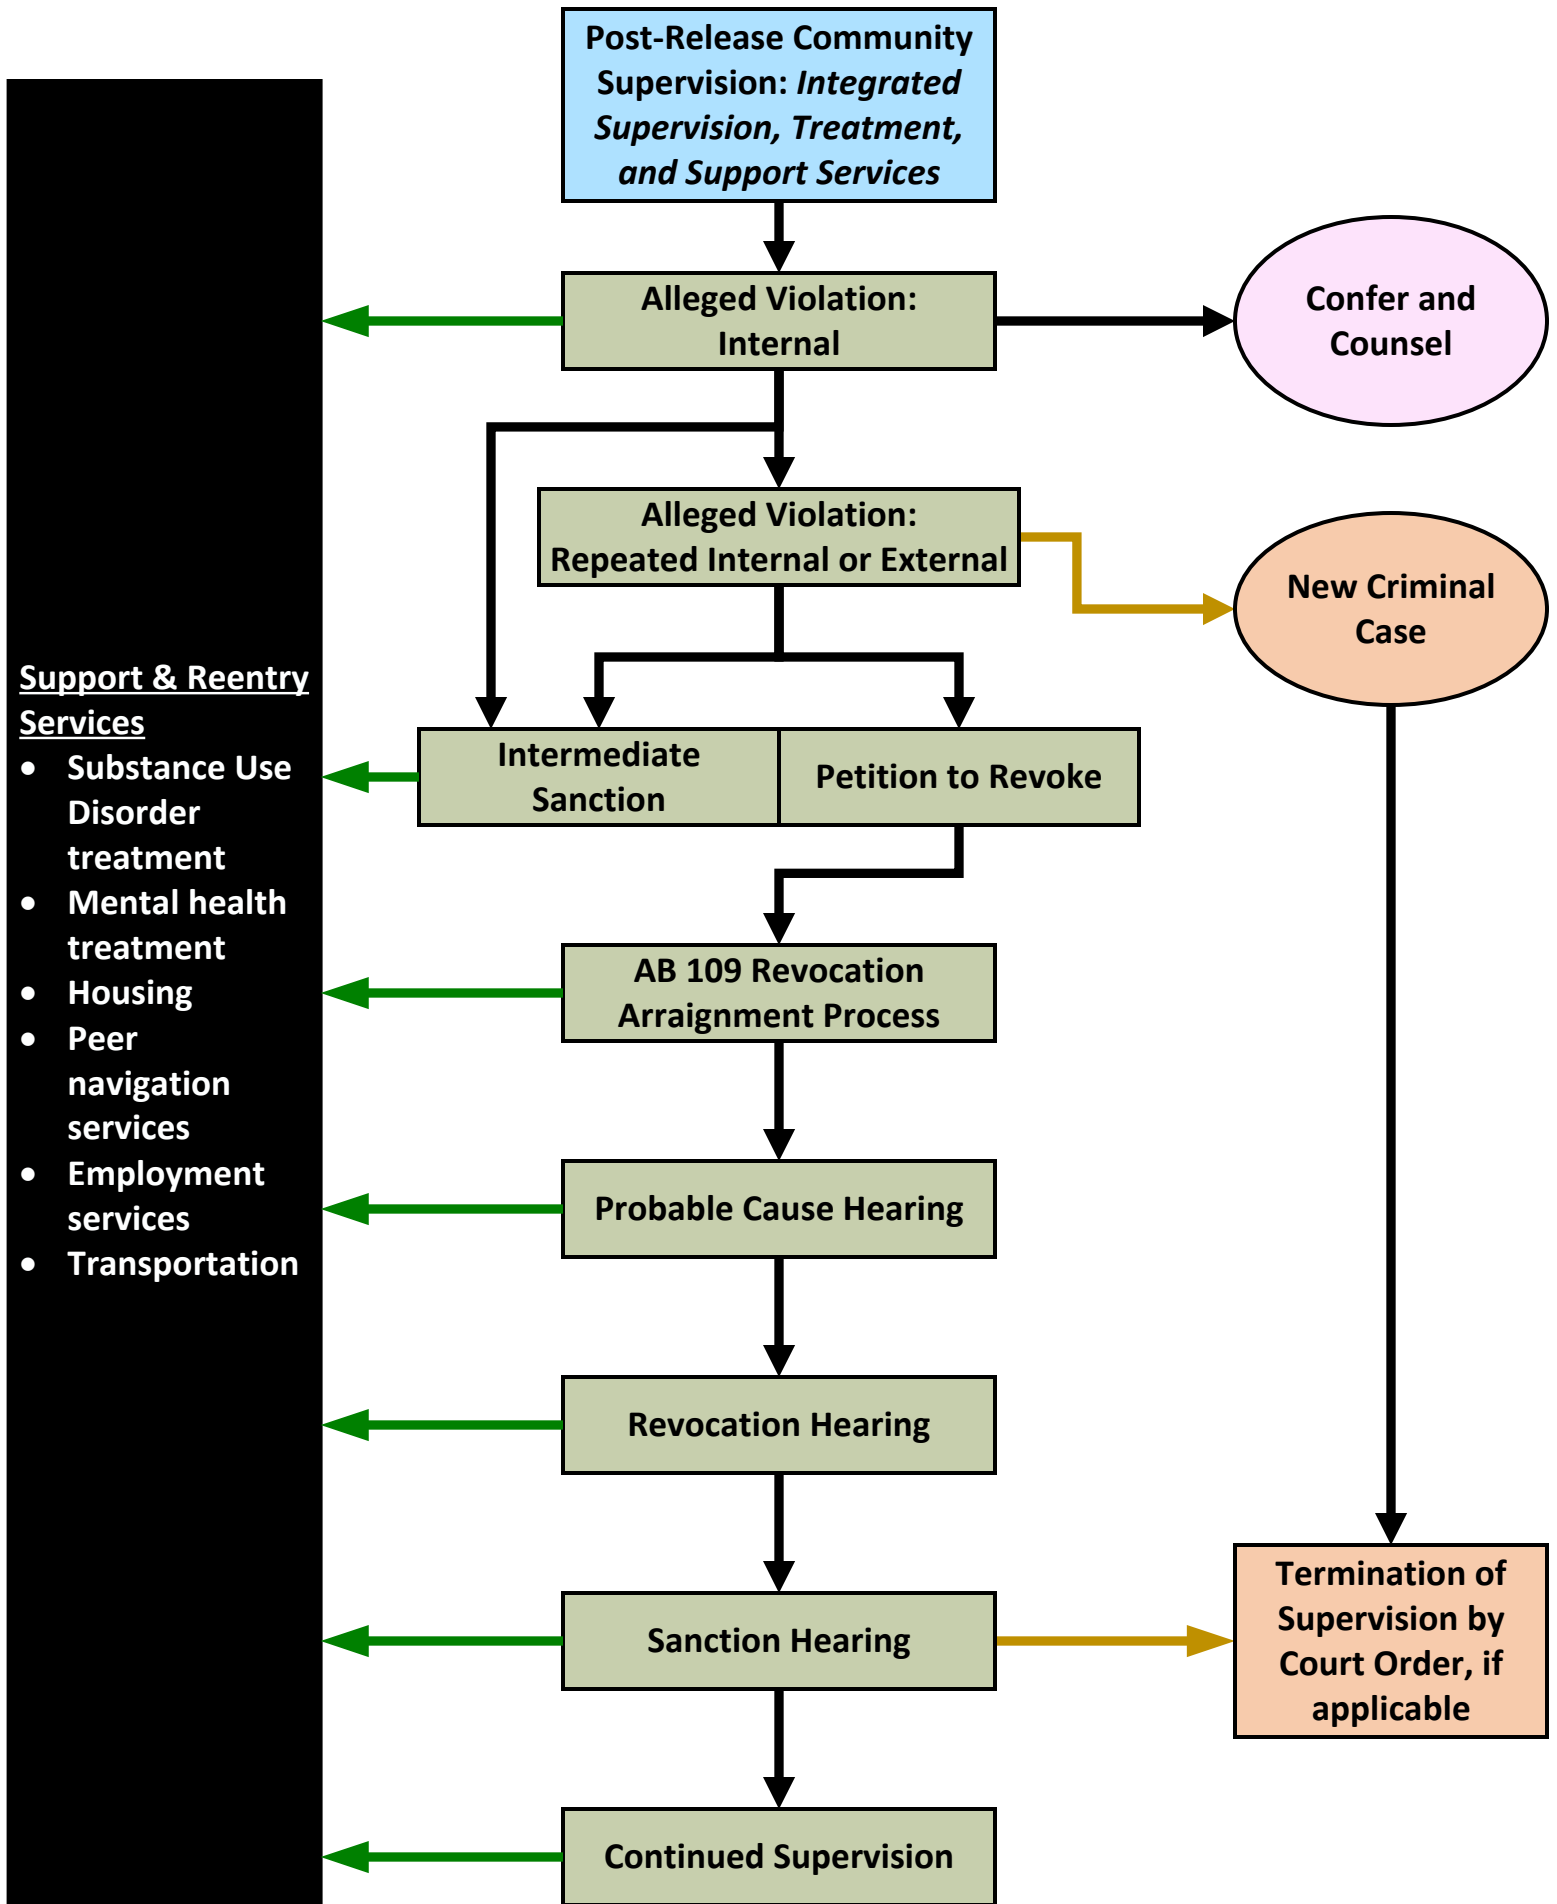 Post-Release Community
Supervision: Integrated
Supervision, Treatment,
and Support Services
Alleged Violation:
Internal
Confer and
Counsel
Alleged Violation:
Repeated Internal or External
New Criminal
Case
Support & Reentry
Services
• Substance Use
Disorder
treatment
• Mental health
treatment
• Housing
• Peer
navigation
services
• Employment
services
• Transportation
Intermediate
Sanction
Petition to Revoke
AB 109 Revocation
Arraignment Process
Probable Cause Hearing
Revocation Hearing
Sanction Hearing
Termination of
Supervision by
Court Order, if
applicable
Continued Supervision